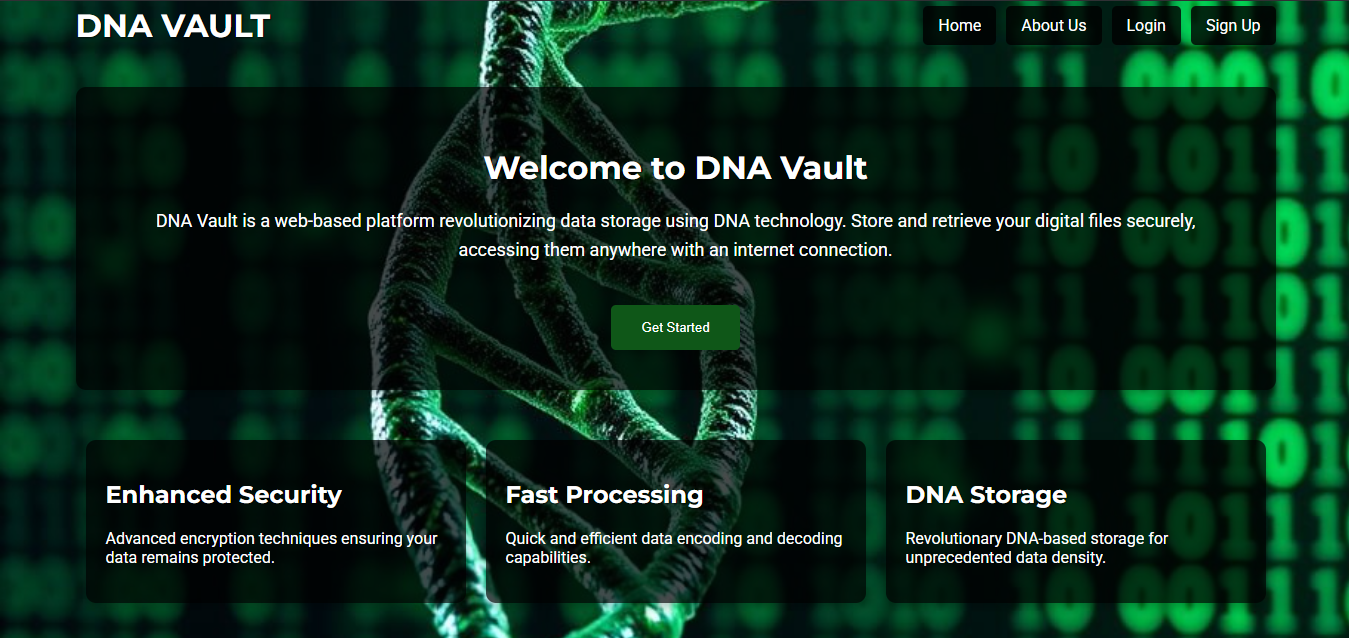 DNA VAULT
Home
About Us
Login
Sign Up
Welcome to DNA Vault
DNA Vault is a web-based platform revolutionizing data storage using DNA technology. Store and retrieve your digital files securely,
accessing them anywhere with an internet connection.
Get Started
Enhanced Security
Advanced encryption techniques ensuring your
data remains protected.
Fast Processing
Quick and efficient data encoding and decoding
capabilities.
DNA Storage
Revolutionary DNA-based storage for
unprecedented data density.